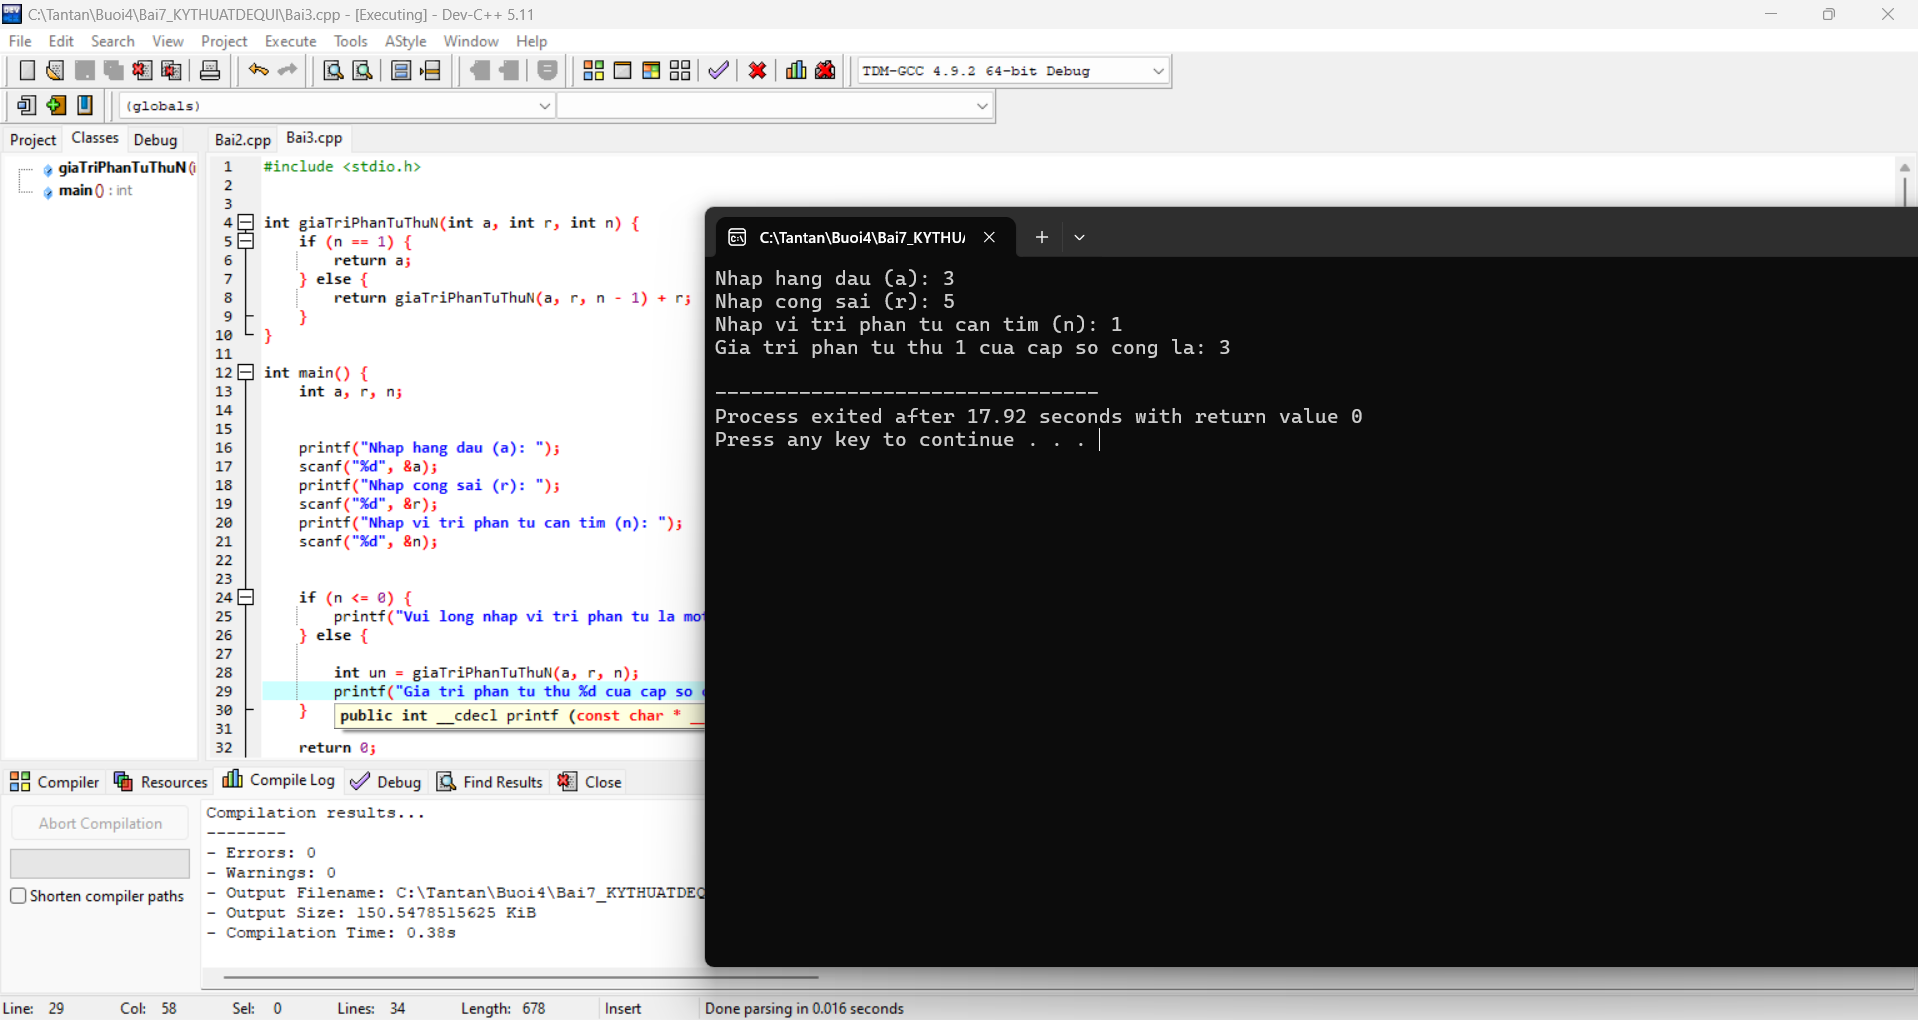 C:\Tantan\Buoi4\Bai7_KYTHUATDEQUI\Bai3.cpp - [Executing] - Dev-C++ 5.11
File Edit Search View Project Execute Tools AStyle Window Help
TDM-GCC 4.9.2 64-bit Debug
(globals)
Project Classes Debug Bai2.cpp Bai3.cpp
giaTriPhanTuThuN (i
main () : int
1 #include <stdio.h>
2
3
4 int giaTriPhanTuThuN(int a, int r, int n) {
5 if (n == 1) {
6 return a;
7 } else {
8 return giaTriPhanTuThuN(a, r, n - 1) + r;
9 }
10 }
11
12 int main() {
13 int a, r, n;
14
15
16 printf("Nhap hang dau (a): ");
17 scanf("%d", &a);
18 printf("Nhap cong sai (r): ");
19 scanf("%d", &r);
20 printf("Nhap vi tri phan tu can tim (n): ");
21 scanf("%d", &n);
22
23
24 if (n <= 0) {
25 printf("Vui long nhap vi tri phan tu la mot
26 } else {
27
28 int un = giaTriPhanTuThuN(a, r, n);
29 printf("Gia tri phan tu thu %d cua cap so c
30 }
public int __cdecl printf (const char * __
31
32 return 0;
C:\Tantan\Buoi4\Bai7_KYTHU
Nhap hang dau (a): 3
Nhap cong sai (r): 5
Nhap vi tri phan tu can tim (n): 1
Gia tri phan tu thu 1 cua cap so cong la: 3
--------------------------------
Process exited after 17.92 seconds with return value 0
Press any key to continue . . .
Compiler Resources Compile Log Debug Find Results Close
Abort Compilation
Shorten compiler paths
Compilation results...
--------
- Errors: 0
- Warnings: 0
- Output Filename: C:\Tantan\Buoi4\Bai7_KYTHUATDEQ
- Output Size: 150.5478515625 KiB
- Compilation Time: 0.38s
Line: 29 Col: 58 Sel: 0 Lines: 34 Length: 678 Insert Done parsing in 0.016 seconds